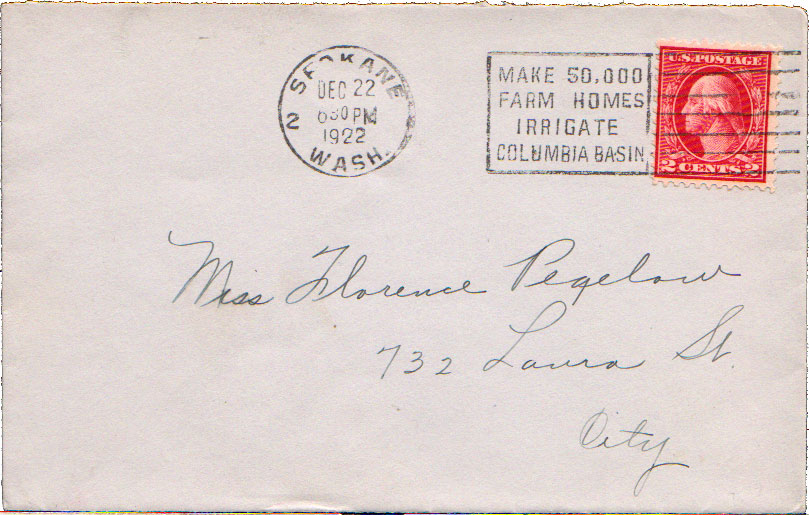 SPOKANE
DEC 22
630 PM
1922
2
WASH.
MAKE 50,000
FARM HOMES
IRRIGATE
COLUMBIA BASIN
U.S. POSTAGE
2 CENTS 2
Miss Florence Pegelow
732 Laura St.
City